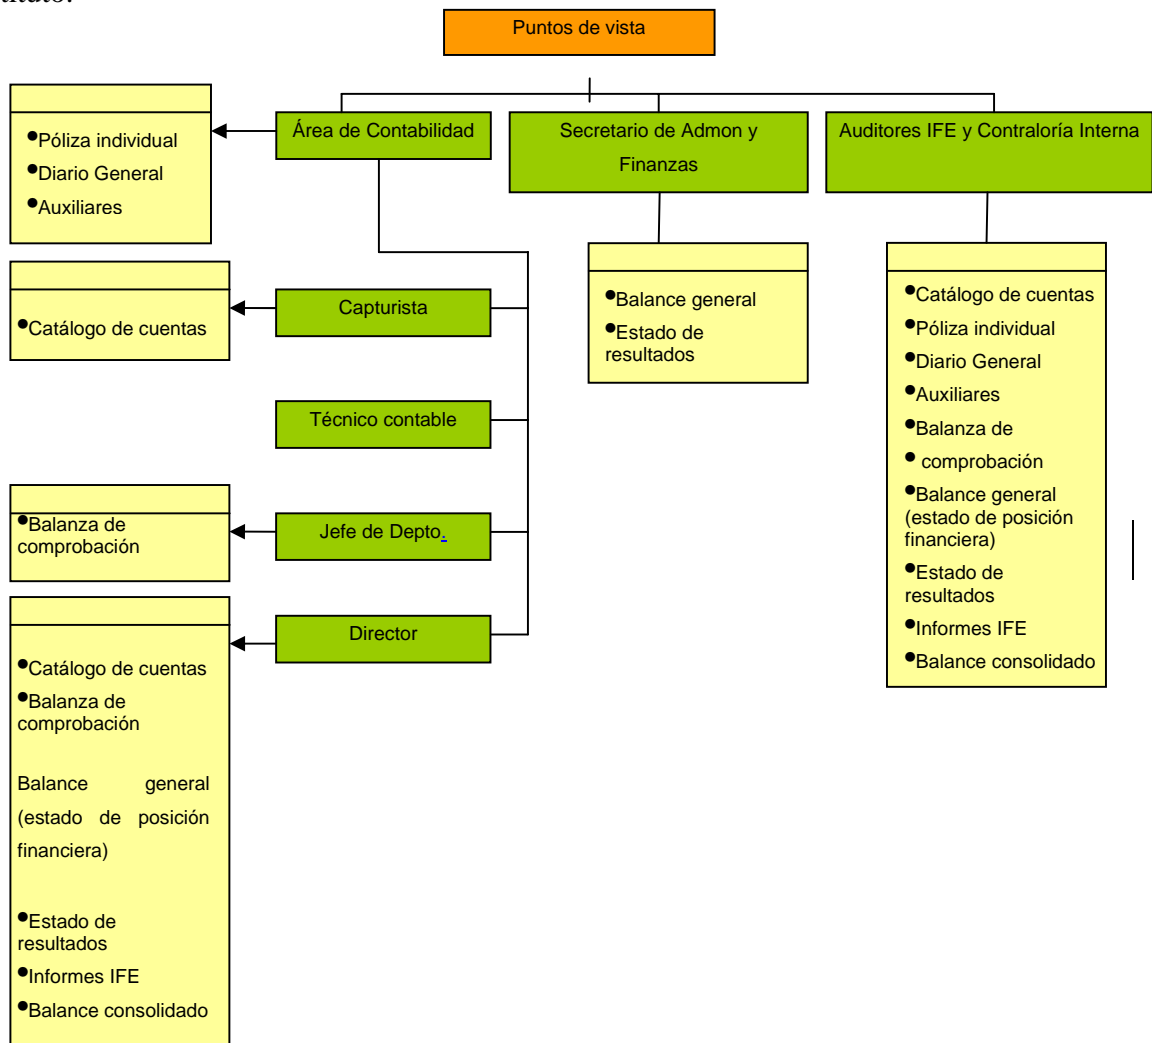 Puntos de vista
Área de Contabilidad
Secretario de Admon y
Finanzas
Auditores IFE y Contraloría Interna
•Póliza individual
•Diario General
•Auxiliares
Capturista
•Catálogo de cuentas
Técnico contable
Jefe de Depto.
•Balanza de
comprobación
Director
•Catálogo de cuentas
•Balanza de
comprobación
Balance general
(estado de posición
financiera)
•Estado de
resultados
•Informes IFE
•Balance consolidado
•Balance general
•Estado de
resultados
•Catálogo de cuentas
•Póliza individual
•Diario General
•Auxiliares
•Balanza de
• comprobación
•Balance general
(estado de posición
financiera)
•Estado de
resultados
•Informes IFE
•Balance consolidado